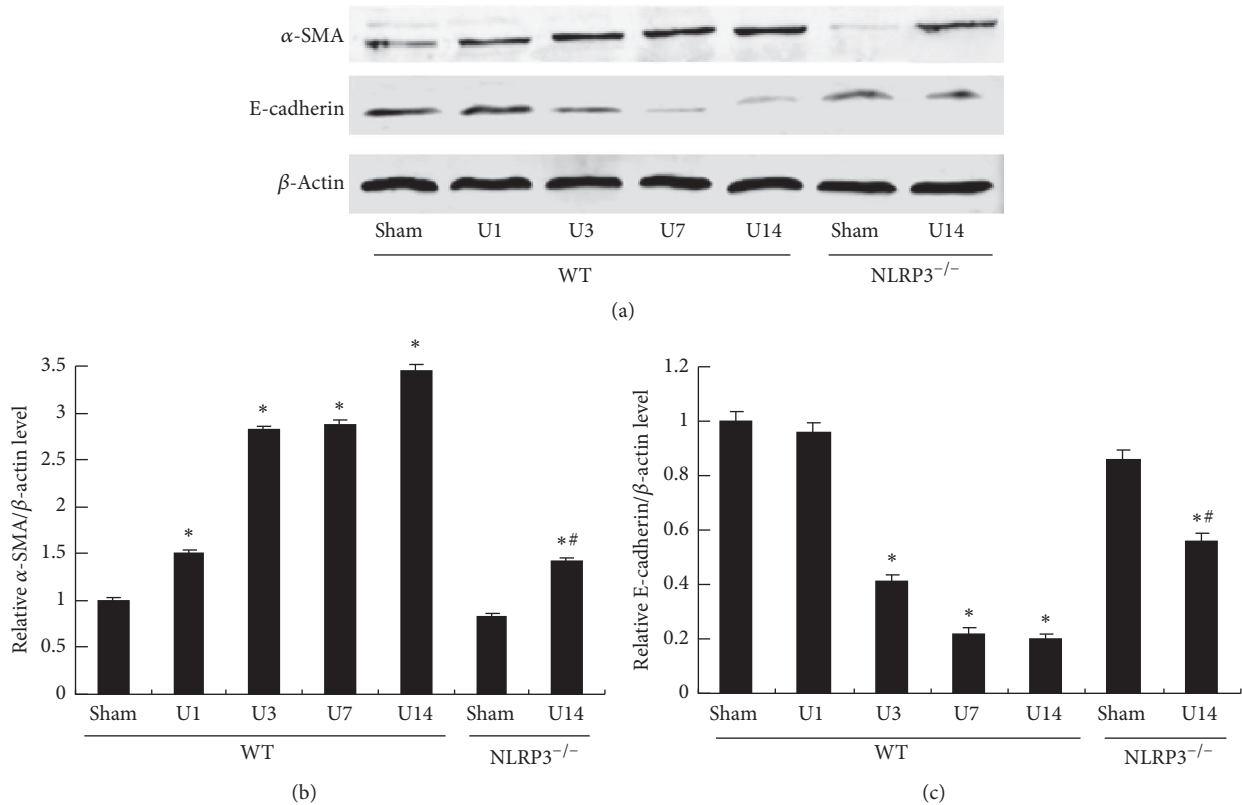 α-SMA
E-cadherin
β-Actin
Sham U1 U3 U7 U14 Sham U14
WT NLRP3−/−
(a)
Relative α-SMA/β-actin level
3.5
3
2.5
2
1.5
1
0.5
0
* * * * *#
Sham U1 U3 U7 U14 Sham U14
WT NLRP3−/−
(b)
Relative E-cadherin/β-actin level
1.2
1
0.8
0.6
0.4
0.2
0
* * * *#
Sham U1 U3 U7 U14 Sham U14
WT NLRP3−/−
(c)